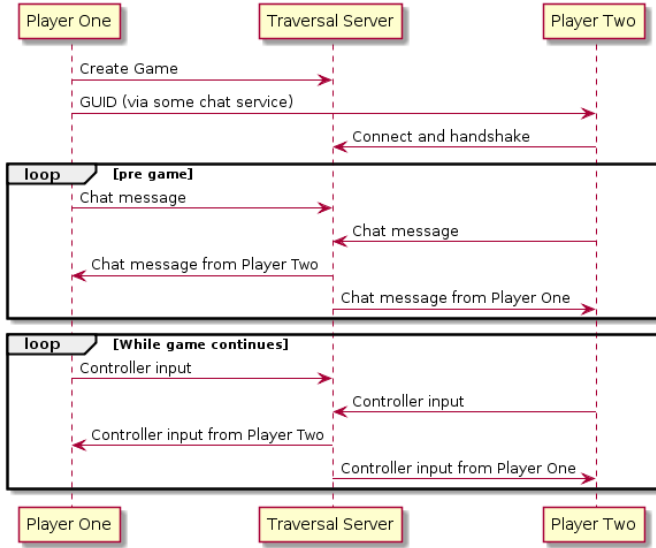 Player One
Traversal Server
Player Two
Create Game
GUID (via some chat service)
Connect and handshake
loop [pre game]
Chat message
Chat message
Chat message from Player Two
Chat message from Player One
loop [While game continues]
Controller input
Controller input
Controller input from Player Two
Controller input from Player One
Player One
Traversal Server
Player Two